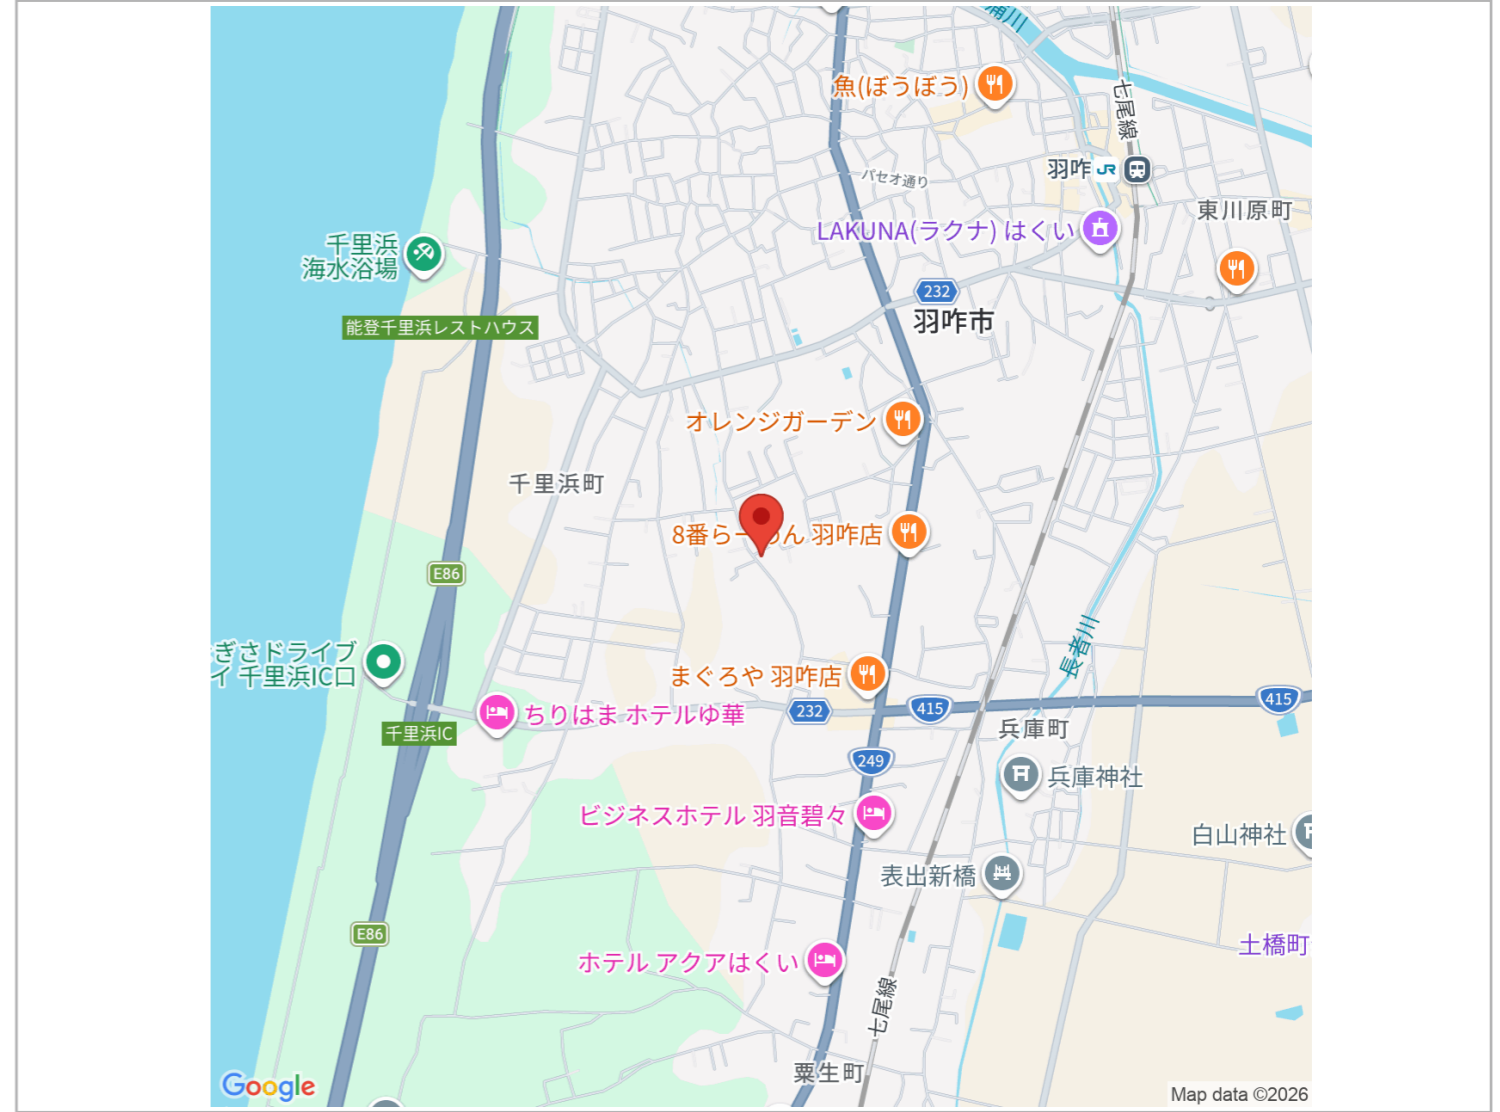 浦川
魚(ぼうぼう)
七尾線
羽咋
パセオ通り
東川原町
LAKUNA(ラクナ) はくい
千里浜
海水浴場
232
羽咋市
能登千里浜レストハウス
オレンジガーデン
千里浜町
8番ら
ん 羽咋店
E86
長者川
ぎさドライブ
イ 千里浜IC口
まぐろや 羽咋店
ちりはま ホテルゆ華
232
415
415
千里浜IC
兵庫町
249
兵庫神社
ビジネスホテル 羽音碧々
白山神社
表出新橋
E86
土橋町
ホテル アクアはくい
七尾線
粟生町
Google
Map data ©2026